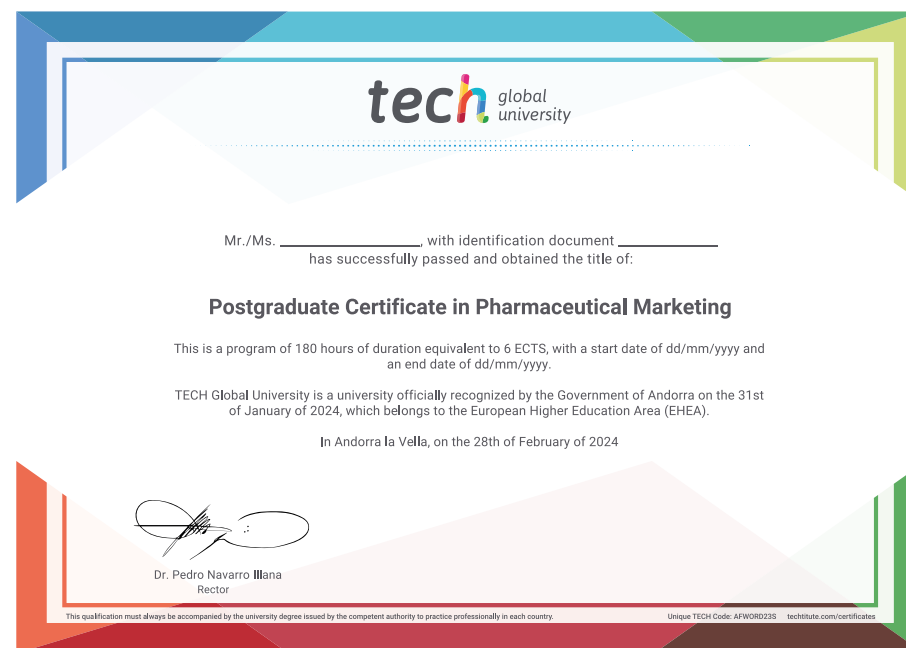 tech global
university
Mr./Ms. ____________, with identification document ____________
has successfully passed and obtained the title of:
Postgraduate Certificate in Pharmaceutical Marketing
This is a program of 180 hours of duration equivalent to 6 ECTS, with a start date of dd/mm/yyyy and
an end date of dd/mm/yyyy.
TECH Global University is a university officially recognized by the Government of Andorra on the 31st
of January of 2024, which belongs to the European Higher Education Area (EHEA).
In Andorra la Vella, on the 28th of February of 2024
Dr. Pedro Navarro Illana
Rector
This qualification must always be accompanied by the university degree issued by the competent authority to practice professionally in each country.
Unique TECH Code: AFWORD23S techtitute.com/certificates